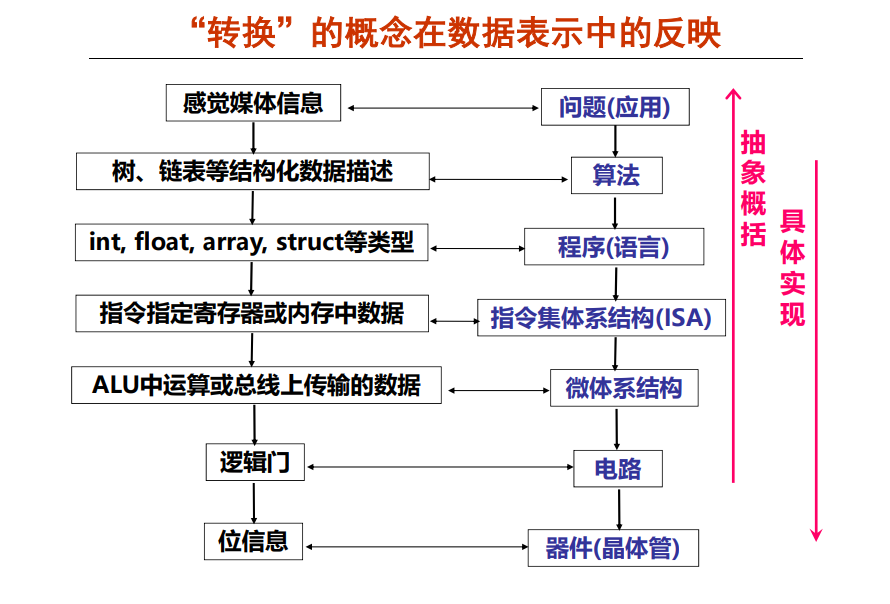 “转换”的概念在数据表示中的反映
感觉媒体信息
问题(应用)
树、链表等结构化数据描述
算法
int, float, array, struct等类型
程序(语言)
指令指定寄存器或内存中数据
指令集体系结构(ISA)
ALU中运算或总线上传输的数据
微体系结构
逻辑门
电路
位信息
器件(晶体管)
抽象概括
具体实现